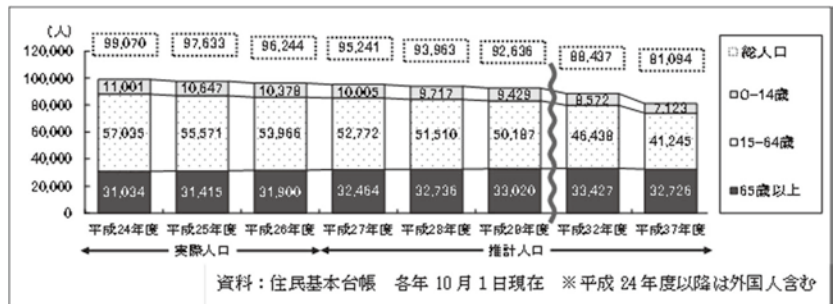 (人)
99,070 97,633 96,244 95,241 93,963 92,636 88,437 81,094
120,000
100,000
80,000
60,000
40,000
20,000
0
11,001 10,647 10,378 10,005 9,717 9,429 8,572 7,123
57,035 55,571 53,966 52,772 51,510 50,187 46,438 41,245
31,034 31,415 31,900 32,464 32,736 33,020 33,427 32,726
平成24年度 平成25年度 平成26年度 平成27年度 平成28年度 平成29年度 平成32年度 平成37年度
実際人口 推計人口
総人口
0-14歳
15-64歳
65歳以上
資料：住民基本台帳 各年10月1日現在 ※平成24年度以降は外国人含む